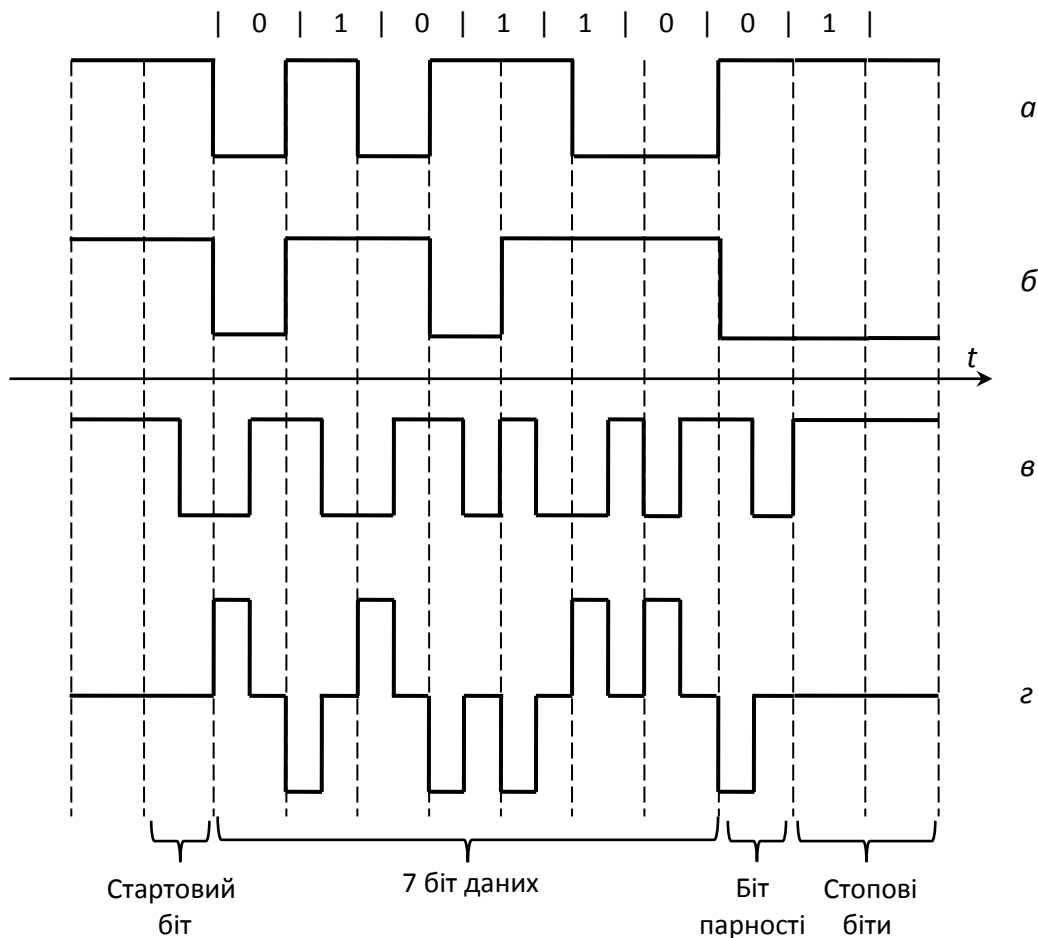 | 0 | 1 | 0 | 1 | 1 | 0 | 0 | 1 |
а
б
t
в
г
Стартовий
біт
7 біт даних
Біт
парності
Стопові
біти